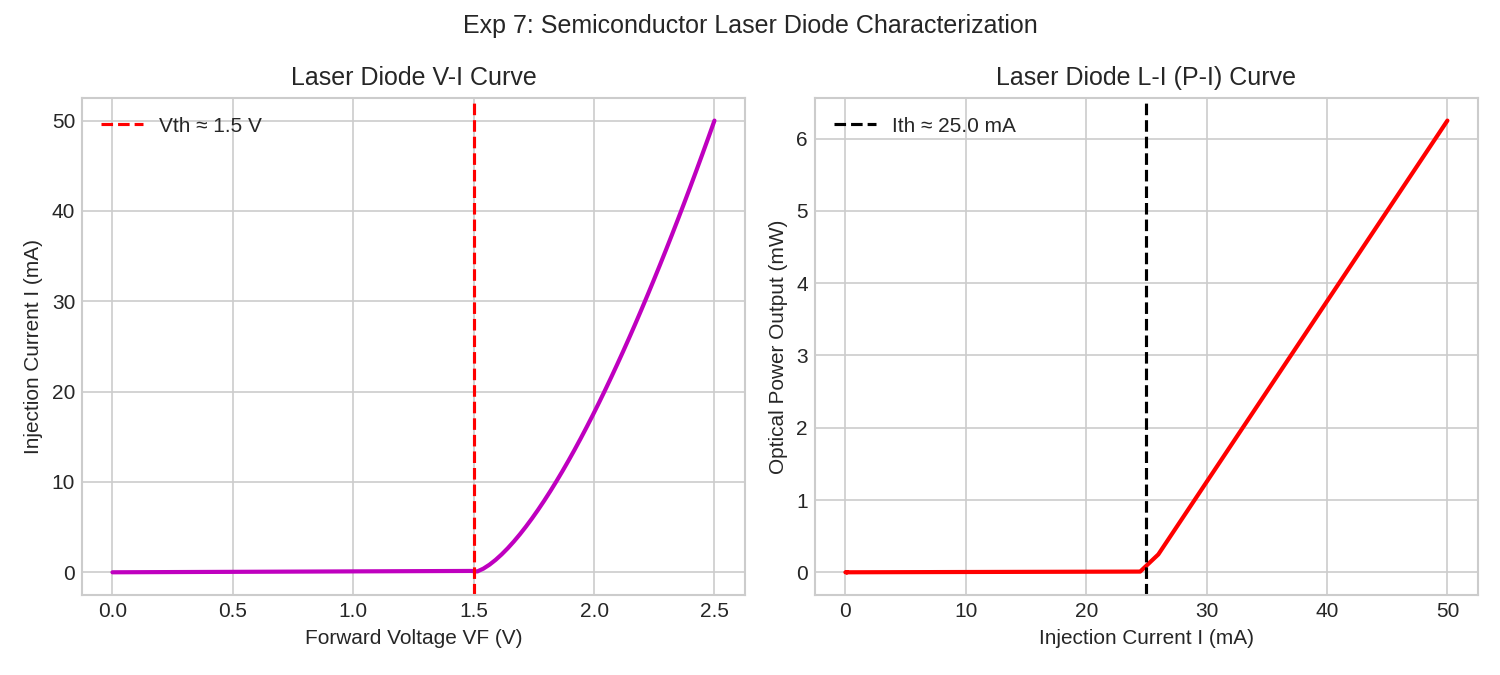 Exp 7: Semiconductor Laser Diode Characterization
Laser Diode V-I Curve
Vth ≈ 1.5 V
Injection Current I (mA)
50
40
30
20
10
0
0.0 0.5 1.0 1.5 2.0 2.5
Forward Voltage VF (V)
Laser Diode L-I (P-I) Curve
Ith ≈ 25.0 mA
Optical Power Output (mW)
6
5
4
3
2
1
0
0 10 20 30 40 50
Injection Current I (mA)